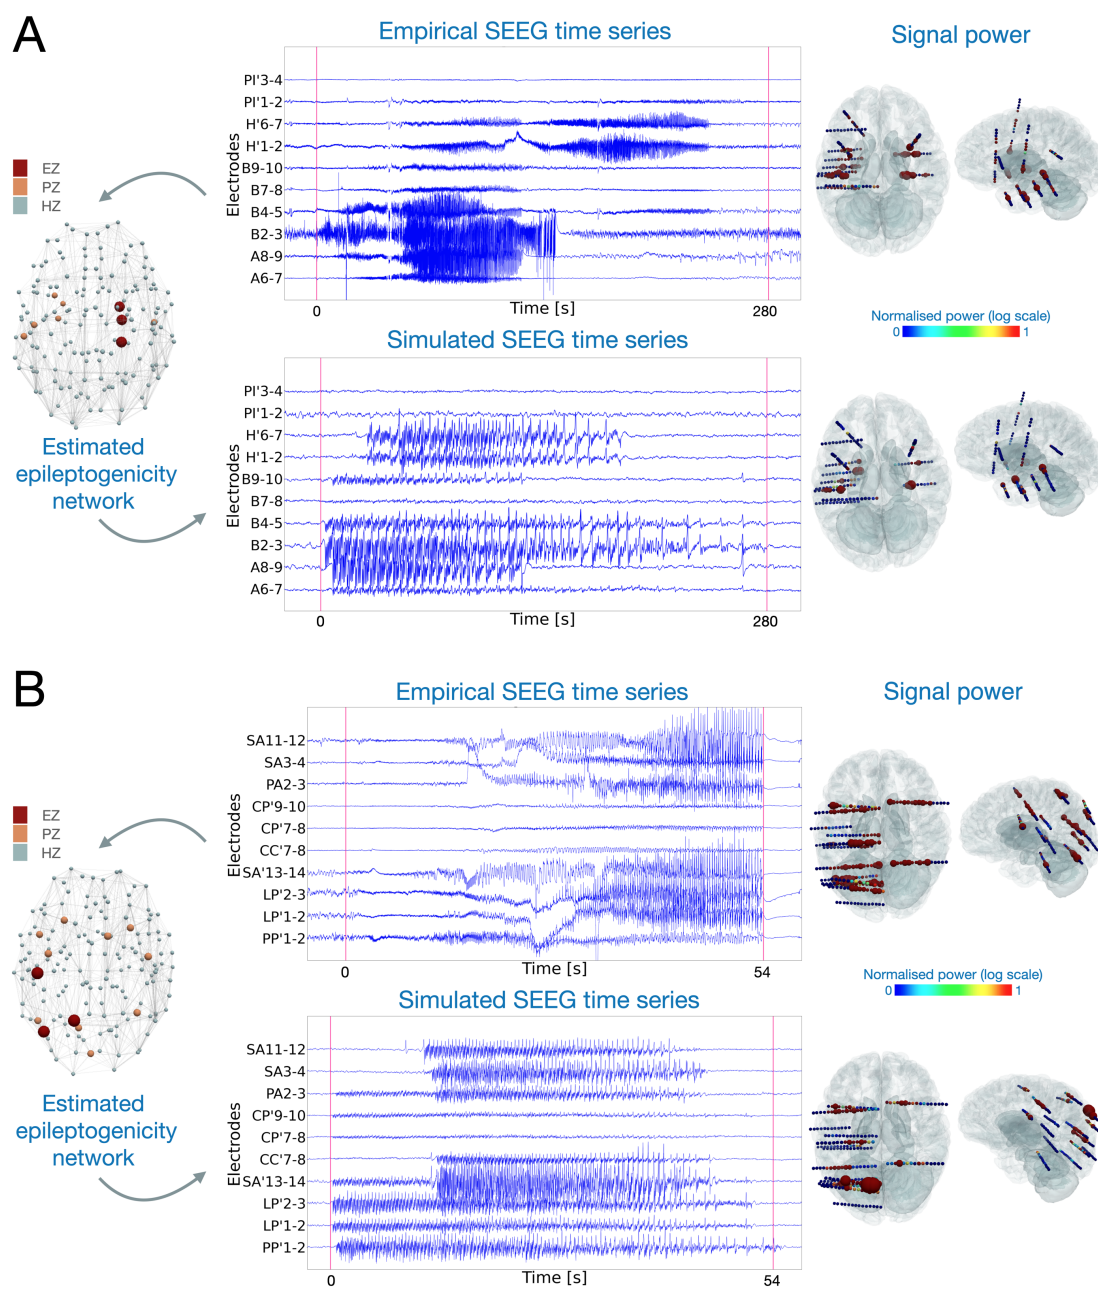 A
Empirical SEEG time series
Signal power
EZ
PZ
HZ
Electrodes
PI'3-4
PI'1-2
H'6-7
H'1-2
B9-10
B7-8
B4-5
B2-3
A8-9
A6-7
0
Time [s]
280
Normalised power (log scale)
0
1
Estimated
epileptogenicity
network
Simulated SEEG time series
Electrodes
PI'3-4
PI'1-2
H'6-7
H'1-2
B9-10
B7-8
B4-5
B2-3
A8-9
A6-7
0
Time [s]
280
B
Empirical SEEG time series
Signal power
EZ
PZ
HZ
Electrodes
SA11-12
SA3-4
PA2-3
CP'9-10
CP'7-8
CC'7-8
SA'13-14
LP'2-3
LP'1-2
PP'1-2
0
Time [s]
54
Normalised power (log scale)
0
1
Estimated
epileptogenicity
network
Simulated SEEG time series
Electrodes
SA11-12
SA3-4
PA2-3
CP'9-10
CP'7-8
CC'7-8
SA'13-14
LP'2-3
LP'1-2
PP'1-2
0
Time [s]
54